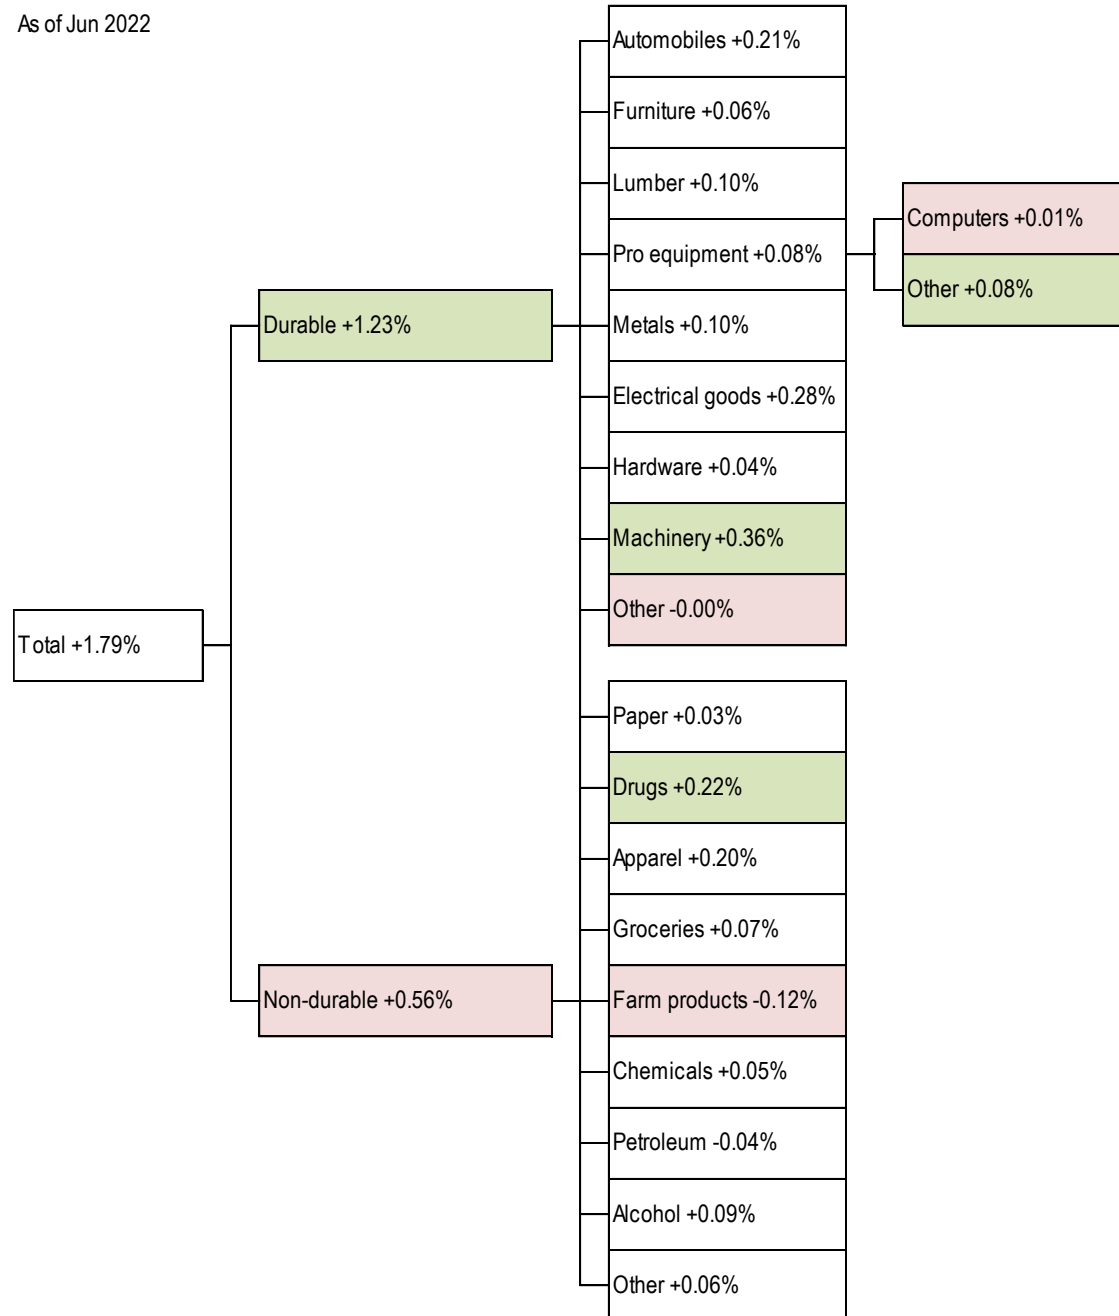 As of Jun 2022
Total +1.79%
Durable +1.23%
Non-durable +0.56%
Automobiles +0.21%
Furniture +0.06%
Lumber +0.10%
Pro equipment +0.08%
Metals +0.10%
Electrical goods +0.28%
Hardware +0.04%
Machinery +0.36%
Other -0.00%
Paper +0.03%
Drugs +0.22%
Apparel +0.20%
Groceries +0.07%
Farm products -0.12%
Chemicals +0.05%
Petroleum -0.04%
Alcohol +0.09%
Other +0.06%
Computers +0.01%
Other +0.08%